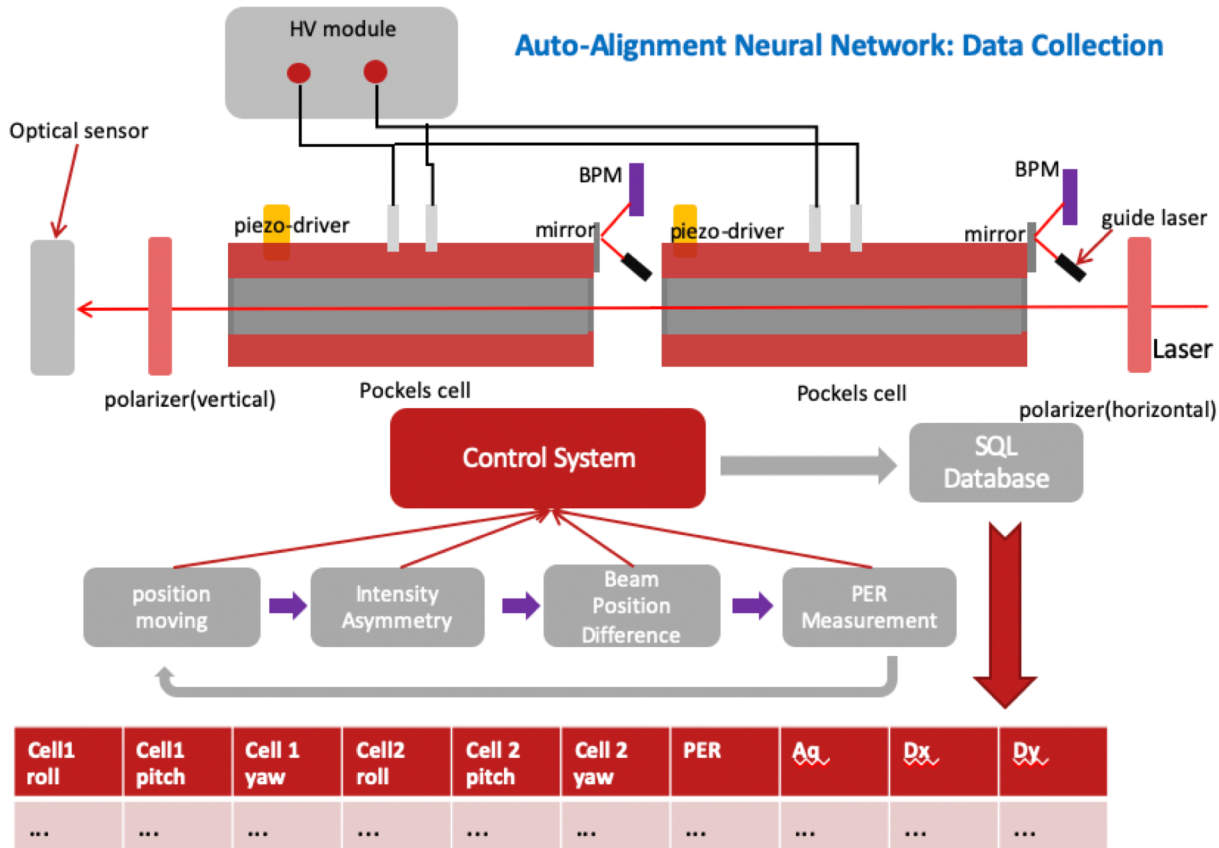 HV module
Auto-Alignment Neural Network: Data Collection
Optical sensor
BPM
BPM
piezo-driver
mirror
piezo-driver
mirror
guide laser
Laser
polarizer(vertical)
Pockels cell
Pockels cell
polarizer(horizontal)
Control System
SQL
Database
position
moving
Intensity
Asymmetry
Beam
Position
Difference
PER
Measurement
Cell1
roll
Cell1
pitch
Cell 1
yaw
Cell2
roll
Cell 2
pitch
Cell 2
yaw
PER
Aq
Dx
Dy
... ... ... ... ... ... ... ... ... ...